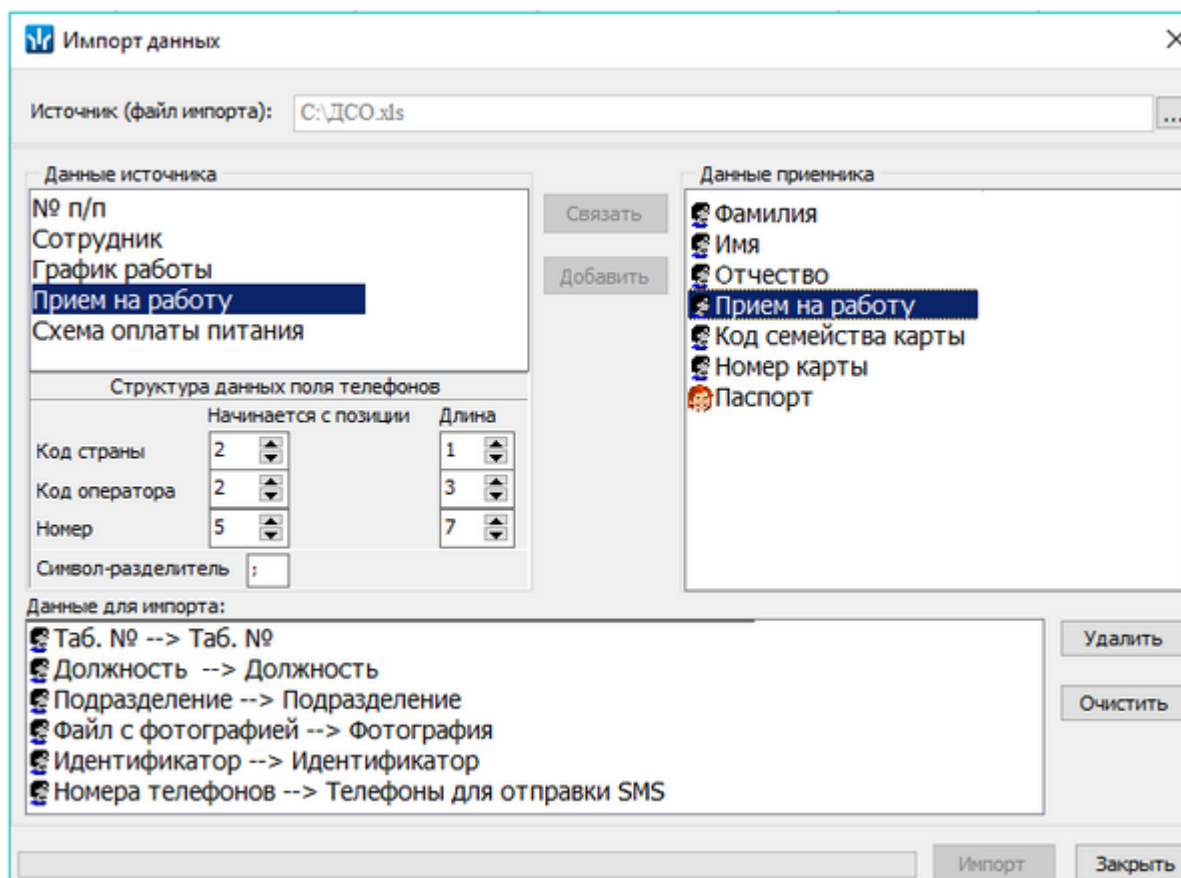 Импорт данных
Источник (файл импорта): C:\ДСО.xls ...
Данные источника
№ п/п
Сотрудник
График работы
Прием на работу
Схема оплаты питания
Связать
Добавить
Данные приемника
Фамилия
Имя
Отчество
Прием на работу
Код семейства карты
Номер карты
Паспорт
Структура данных поля телефонов
Начинается с позиции Длина
Код страны 2 1
Код оператора 2 3
Номер 5 7
Символ-разделитель ;
Данные для импорта:
Таб. № --> Таб. №
Должность --> Должность
Подразделение --> Подразделение
Файл с фотографией --> Фотография
Идентификатор --> Идентификатор
Номера телефонов --> Телефоны для отправки SMS
Удалить
Очистить
Импорт Закрыть